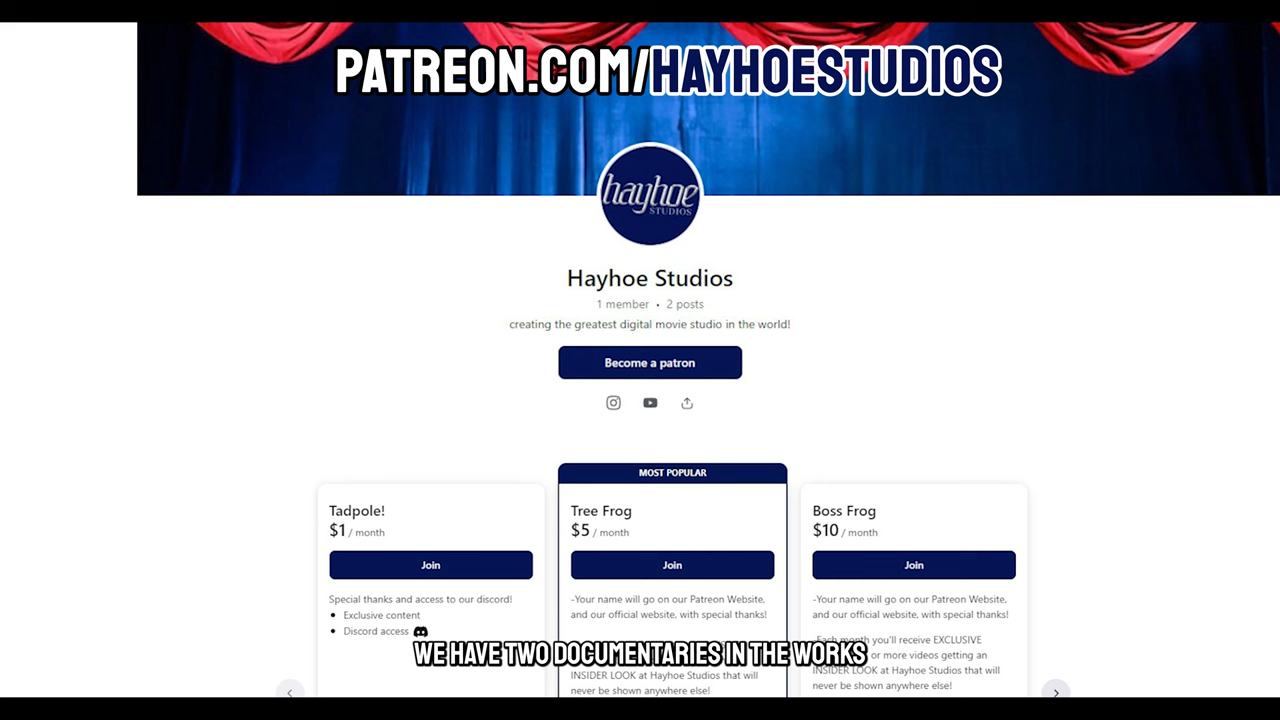 PATREON.COM/HAYHOESTUDIOS
hayhoe
STUDIOS
Hayhoe Studios
1 member • 2 posts
creating the greatest digital movie studio in the world!
Become a patron
MOST POPULAR
Tadpole!
$1 / month
Join
Special thanks and access to our discord!
• Exclusive content
• Discord access
Tree Frog
$5 / month
Join
-Your name will go on our Patreon Website,
and our official website, with special thanks!
INSIDER LOOK at Hayhoe Studios that will
never be shown anywhere else!
Boss Frog
$10 / month
Join
-Your name will go on our Patreon Website,
and our official website, with special thanks!
-Each month you'll receive EXCLUSIVE
or more videos getting an
INSIDER LOOK at Hayhoe Studios that will
never be shown anywhere else!
WE HAVE TWO DOCUMENTARIES IN THE WORKS